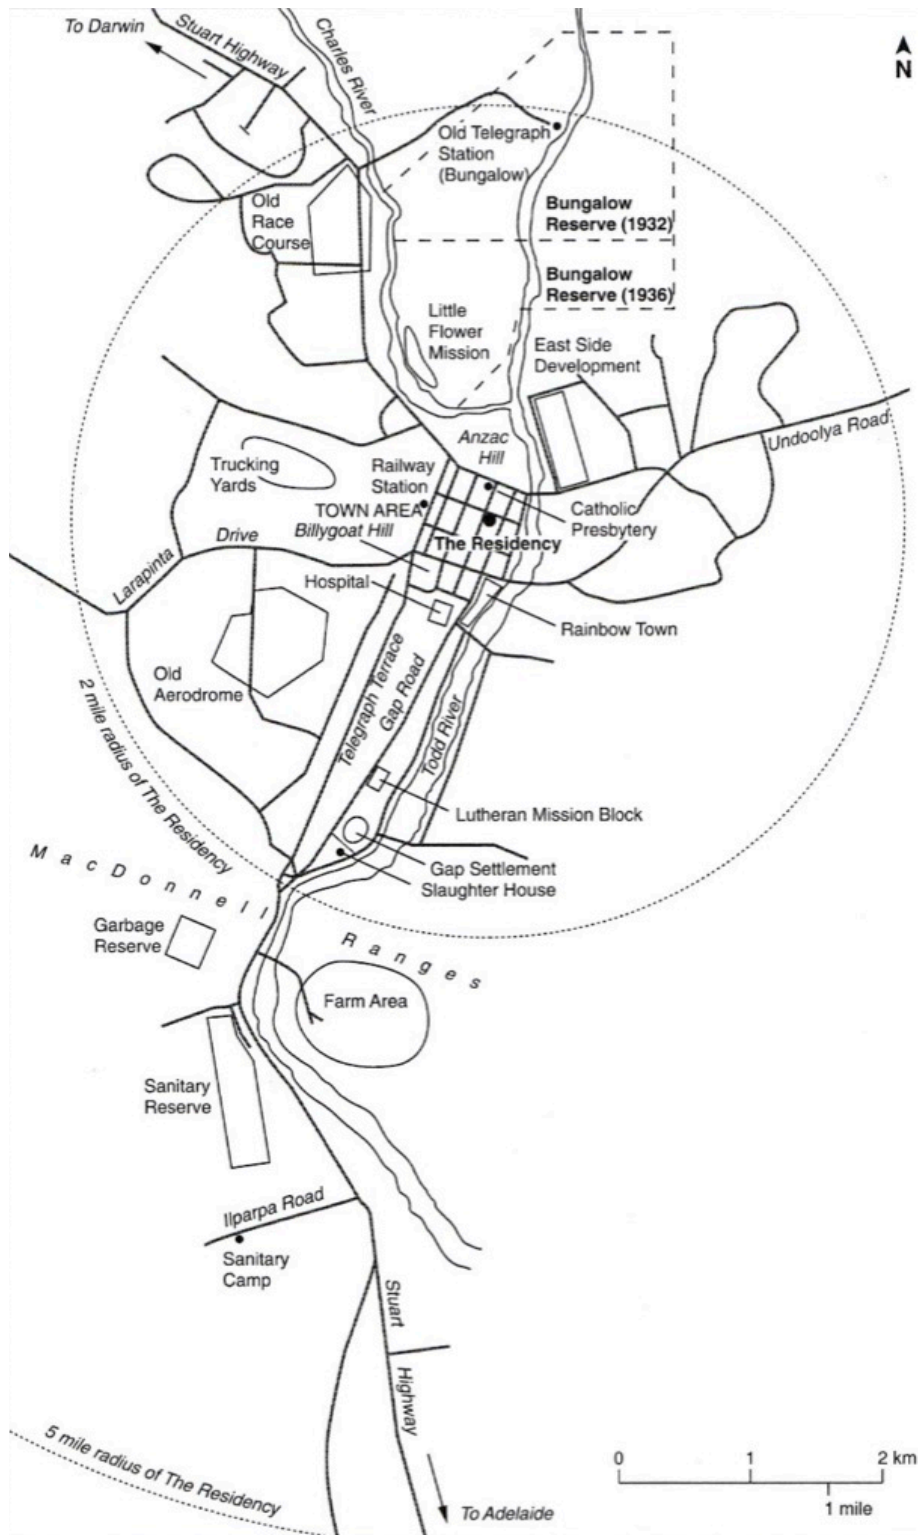 To Darwin
Stuart Highway
Charles River
N
Old Telegraph
Station
(Bungalow)
Old
Race
Course
Bungalow
Reserve (1932)
Bungalow
Reserve (1936)
Little
Flower
Mission
East Side
Development
Undoolya Road
Anzac
Hill
Trucking
Yards
Railway
Station
TOWN AREA
Billygoat Hill
Catholic
Presbytery
The Residency
Larapinta
Drive
Hospital
Rainbow Town
Old
Aerodrome
Telegraph Terrace
Gap Road
Todd River
2 mile radius of The Residency
Lutheran Mission Block
Gap Settlement
Slaughter House
MacDonnell
Ranges
Garbage
Reserve
Farm Area
Sanitary
Reserve
Ilparpa Road
Sanitary
Camp
Stuart
Highway
5 mile radius of The Residency
To Adelaide
0 1 2 km
1 mile